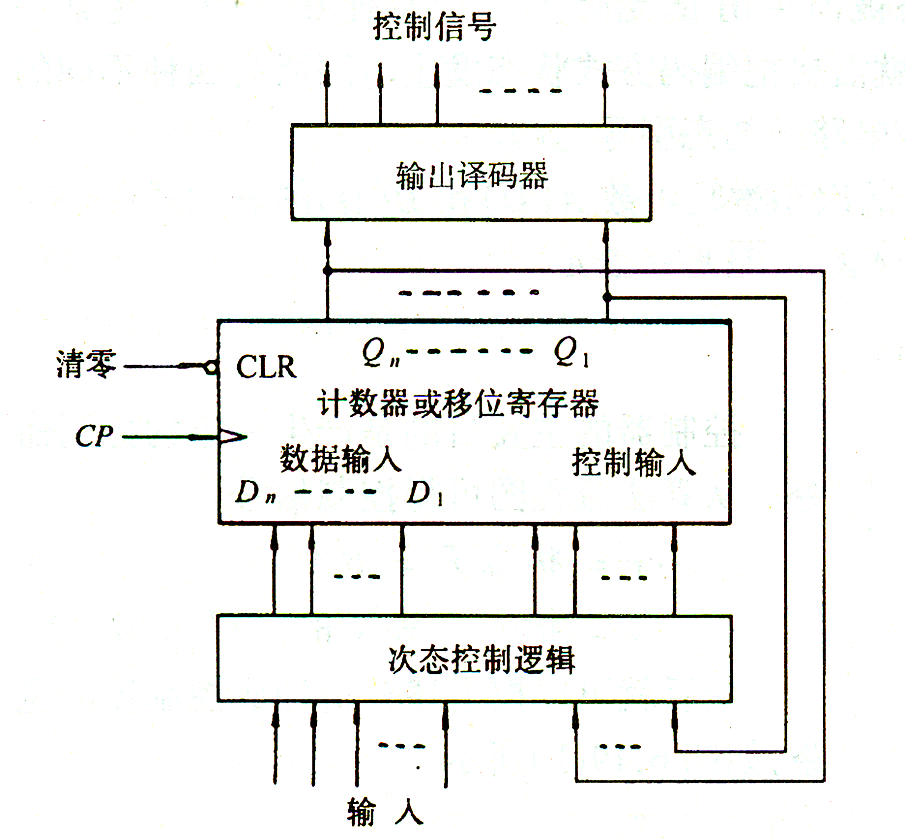 控制信号
输出译码器
Qn Q1
清零 CLR
计数器或移位寄存器
CP
数据输入 控制输入
Dn D1
次态控制逻辑
输 入